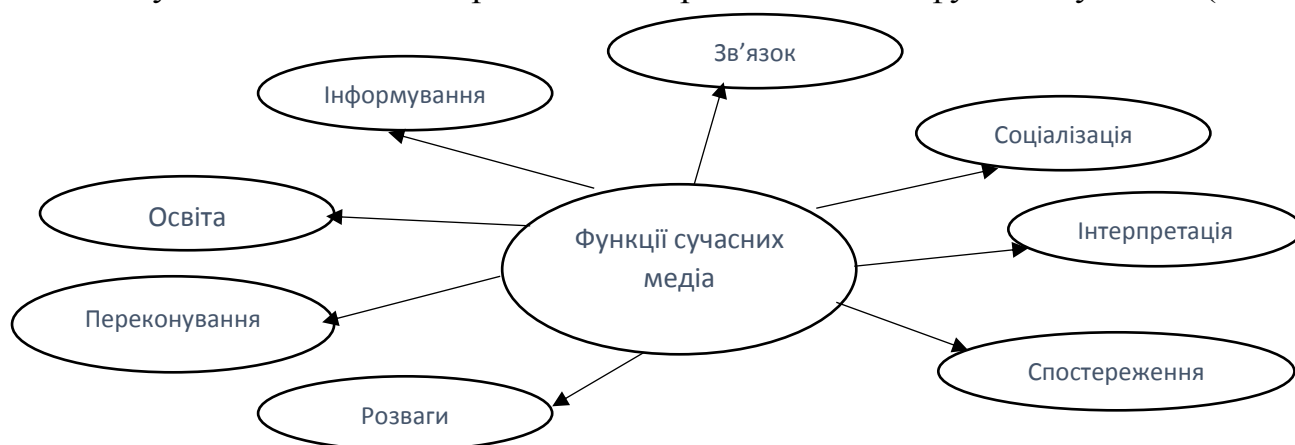 Зв’язок
Інформування
Соціалізація
Освіта
Функції сучасних
медіа
Інтерпретація
Переконування
Спостереження
Розваги